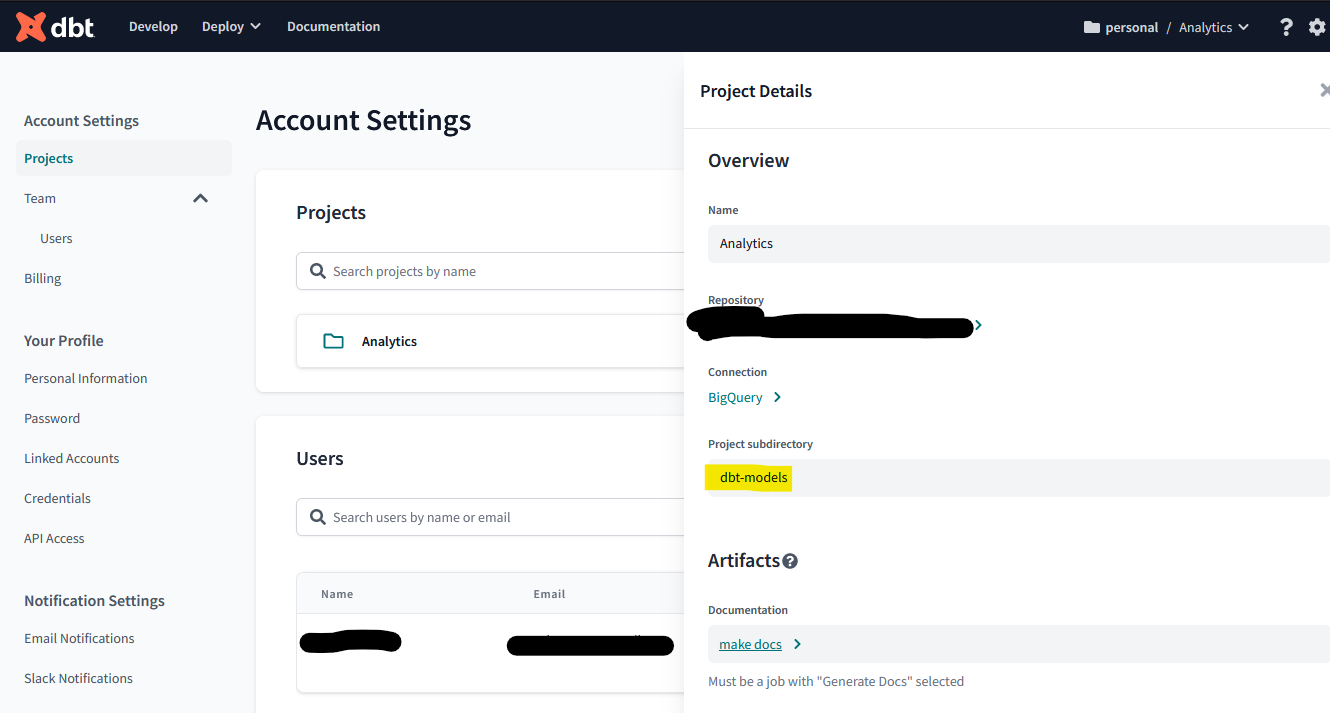 dbt Develop Deploy Documentation personal / Analytics ?
Account Settings
Projects
Team
Users
Billing
Your Profile
Personal Information
Password
Linked Accounts
Credentials
API Access
Notification Settings
Email Notifications
Slack Notifications
Account Settings
Projects
Search projects by name
Analytics
Users
Search users by name or email
Name Email
Project Details
Overview
Name
Analytics
Repository
Connection
BigQuery
Project subdirectory
dbt-models
Artifacts ?
Documentation
make docs
Must be a job with "Generate Docs" selected